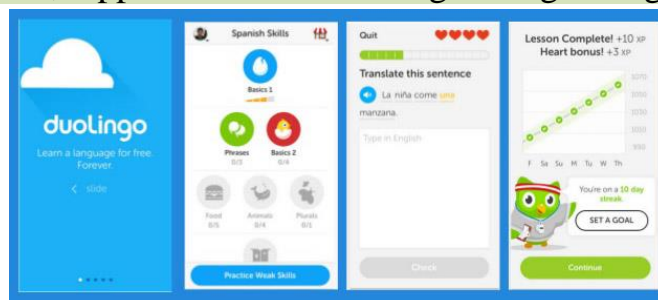 duolingo
Learn a language for free.
Forever.
slide
Spanish Skills
Basics 1
Phrases
0/3
Basics 2
0/4
Food
0/5
Animals
0/4
Plurals
0/1
Practice Weak Skills
Quit
Translate this sentence
La niña come una
manzana.
Type in English
Check
Lesson Complete! +10 XP
Heart bonus! +3 XP
F Sa Su M Tu W Th
You're on a 10 day
streak.
SET A GOAL
Continue